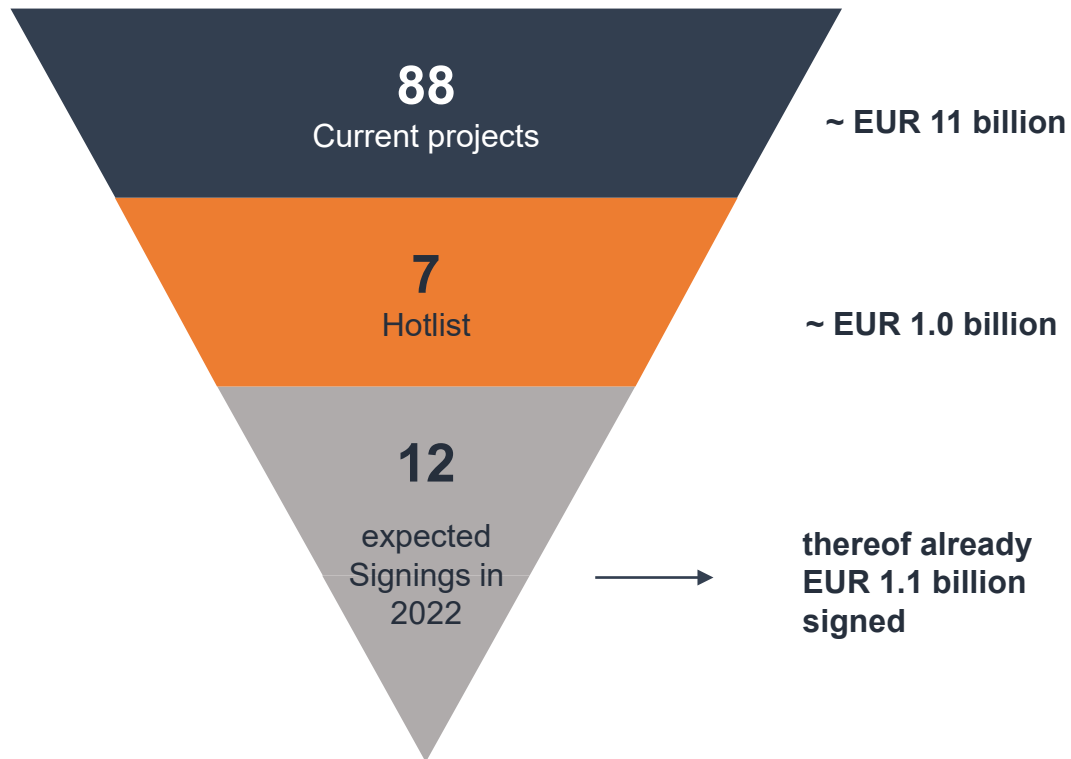 88
Current projects
~ EUR 11 billion
7
Hotlist
~ EUR 1.0 billion
12
expected
Signings in
2022
thereof already
EUR 1.1 billion
signed